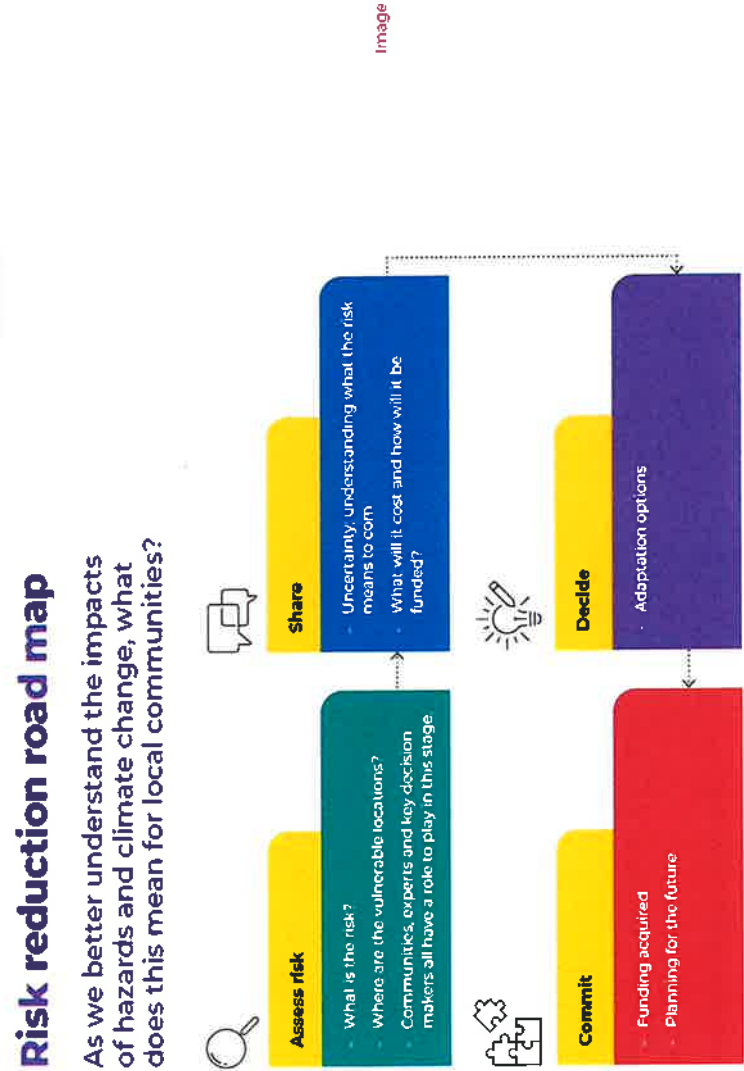 Risk reduction road map
As we better understand the impacts
of hazards and climate change, what
does this mean for local communities?
Assess risk
- What is the risk?
- Where are the vulnerable locations?
- Communities, experts and key decision
makers all have a role to play in this stage.
Share
- Uncertainty, understanding what the risk
means to com
- What will it cost and how will it be
funded?
Decide
- Adaptation options
Commit
- Funding acquired
- Planning for the future
Image